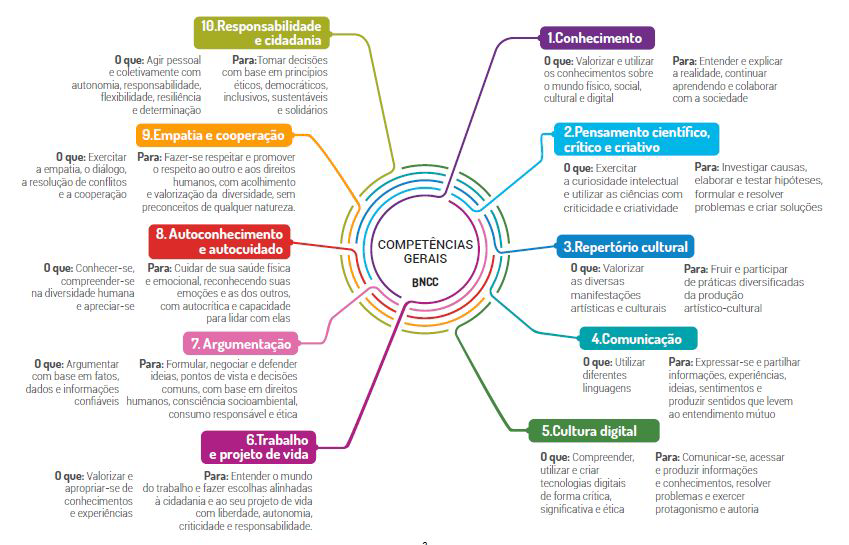 COMPETÊNCIAS
GERAIS
BNCC
1.Conhecimento
O que: Valorizar e utilizar
os conhecimentos sobre
o mundo físico, social,
cultural e digital
Para: Entender e explicar
a realidade, continuar
aprendendo e colaborar
com a sociedade
2.Pensamento científico,
crítico e criativo
O que: Exercitar
a curiosidade intelectual
e utilizar as ciências com
criticidade e criatividade
Para: Investigar causas,
elaborar e testar hipóteses,
formular e resolver
problemas e criar soluções
3.Repertório cultural
O que: Valorizar
as diversas
manifestações
artísticas e culturais
Para: Fruir e participar
de práticas diversificadas
da produção
artístico-cultural
4.Comunicação
O que: Utilizar
diferentes
linguagens
Para: Expressar-se e partilhar
informações, experiências,
ideias, sentimentos e
produzir sentidos que levem
ao entendimento mútuo
5.Cultura digital
O que: Compreender,
utilizar e criar
tecnologias digitais
de forma crítica,
significativa e ética
Para: Comunicar-se, acessar
e produzir informações
e conhecimentos, resolver
problemas e exercer
protagonismo e autoria
6.Trabalho
e projeto de vida
O que: Valorizar e
apropriar-se de
conhecimentos
e experiências
Para: Entender o mundo
do trabalho e fazer escolhas alinhadas
à cidadania e ao seu projeto de vida
com liberdade, autonomia,
criticidade e responsabilidade.
7. Argumentação
O que: Argumentar
com base em fatos,
dados e informações
confiáveis
Para: Formular, negociar e defender
ideias, pontos de vista e decisões
comuns, com base em direitos
humanos, consciência socioambiental,
consumo responsável e ética
8. Autoconhecimento
e autocuidado
O que: Conhecer-se,
compreender-se
na diversidade humana
e apreciar-se
Para: Cuidar de sua saúde física
e emocional, reconhecendo suas
emoções e as dos outros,
com autocrítica e capacidade
para lidar com elas
9.Empatia e cooperação
O que: Exercitar
a empatia, o diálogo,
a resolução de conflitos
e a cooperação
Para: Fazer-se respeitar e promover
o respeito ao outro e aos direitos
humanos, com acolhimento
e valorização da diversidade, sem
preconceitos de qualquer natureza.
10.Responsabilidade
e cidadania
O que: Agir pessoal
e coletivamente com
autonomia, responsabilidade,
flexibilidade, resiliência
e determinação
Para:Tomar decisões
com base em princípios
éticos, democráticos,
inclusivos, sustentáveis
e solidários